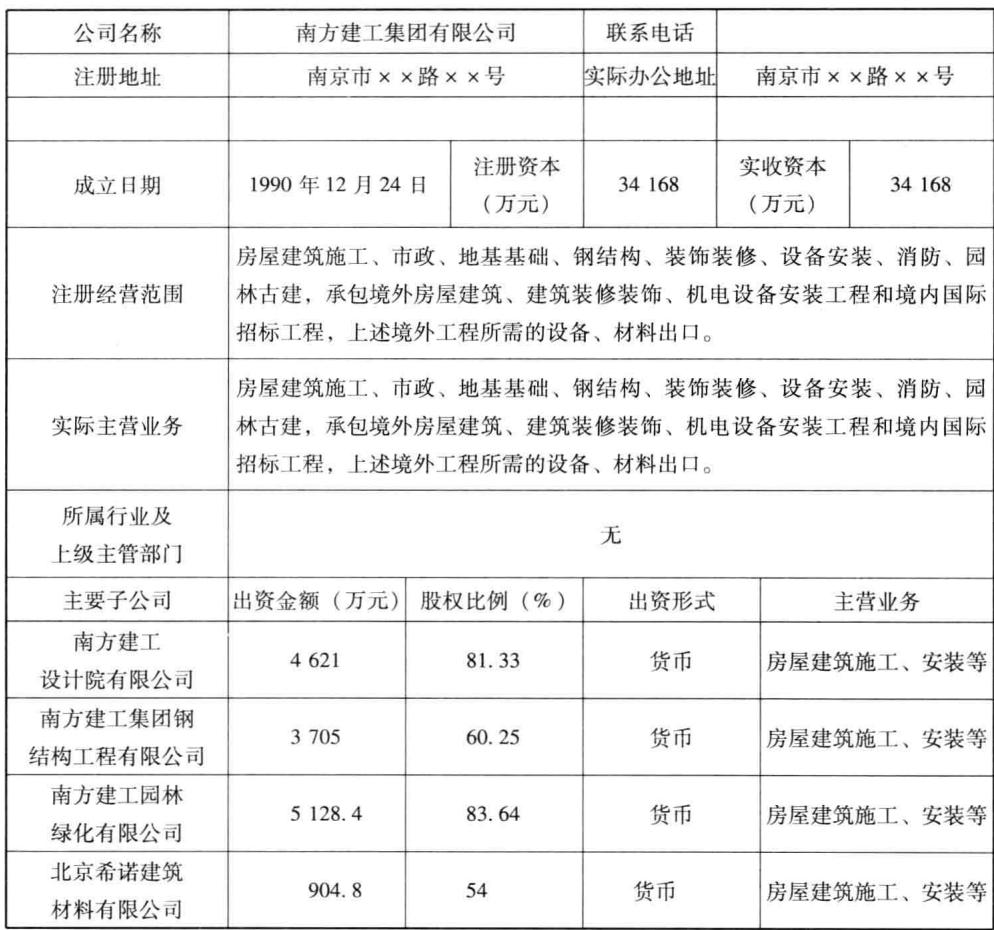 公司名称 南方建工集团有限公司 联系电话
注册地址 南京市××路××号 实际办公地址 南京市××路××号
成立日期 1990年12月24日 注册资本（万元） 34 168 实收资本（万元） 34 168
注册经营范围
房屋建筑施工、市政、地基基础、钢结构、装饰装修、设备安装、消防、园
林古建，承包境外房屋建筑、建筑装修装饰、机电设备安装工程和境内国际
招标工程，上述境外工程所需的设备、材料出口。
实际主营业务
房屋建筑施工、市政、地基基础、钢结构、装饰装修、设备安装、消防、园
林古建，承包境外房屋建筑、建筑装修装饰、机电设备安装工程和境内国际
招标工程，上述境外工程所需的设备、材料出口。
所属行业及
上级主管部门
无
主要子公司 出资金额（万元） 股权比例（%） 出资形式 主营业务
南方建工
设计院有限公司
4 621 81.33 货币 房屋建筑施工、安装等
南方建工集团钢
结构工程有限公司
3 705 60.25 货币 房屋建筑施工、安装等
南方建工园林
绿化有限公司
5 128.4 83.64 货币 房屋建筑施工、安装等
北京希诺建筑
材料有限公司
904.8 54 货币 房屋建筑施工、安装等